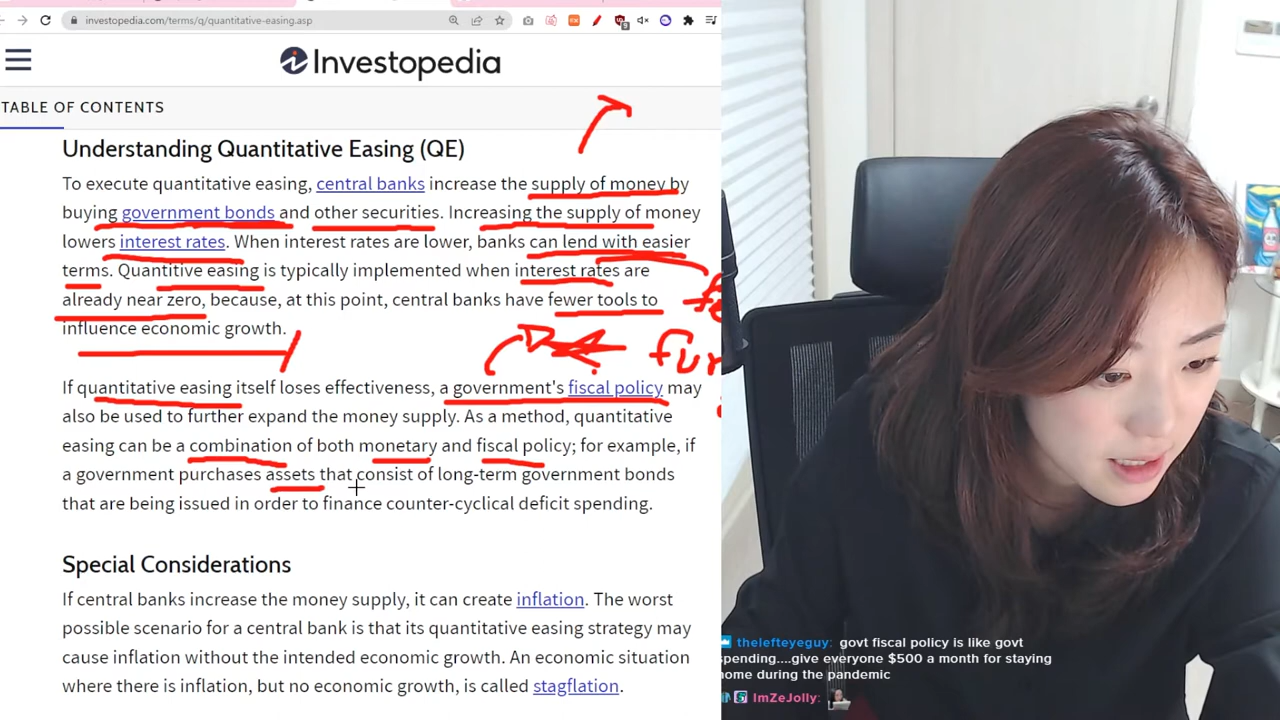 investopedia.com/terms/q/quantitative-easing.asp
Investopedia
TABLE OF CONTENTS
Understanding Quantitative Easing (QE)
To execute quantitative easing, central banks increase the supply of money by
buying government bonds and other securities. Increasing the supply of money
lowers interest rates. When interest rates are lower, banks can lend with easier
terms. Quantitive easing is typically implemented when interest rates are
already near zero, because, at this point, central banks have fewer tools to
influence economic growth.
If quantitative easing itself loses effectiveness, a government's fiscal policy may
also be used to further expand the money supply. As a method, quantitative
easing can be a combination of both monetary and fiscal policy; for example, if
a government purchases assets that consist of long-term government bonds
that are being issued in order to finance counter-cyclical deficit spending.
Special Considerations
If central banks increase the money supply, it can create inflation. The worst
possible scenario for a central bank is that its quantitative easing strategy may
cause inflation without the intended economic growth. An economic situation
where there is inflation, but no economic growth, is called stagflation.
thelefteyeguy: govt fiscal policy is like govt
spending....give everyone $500 a month for staying
home during the pandemic
ImZeJolly: